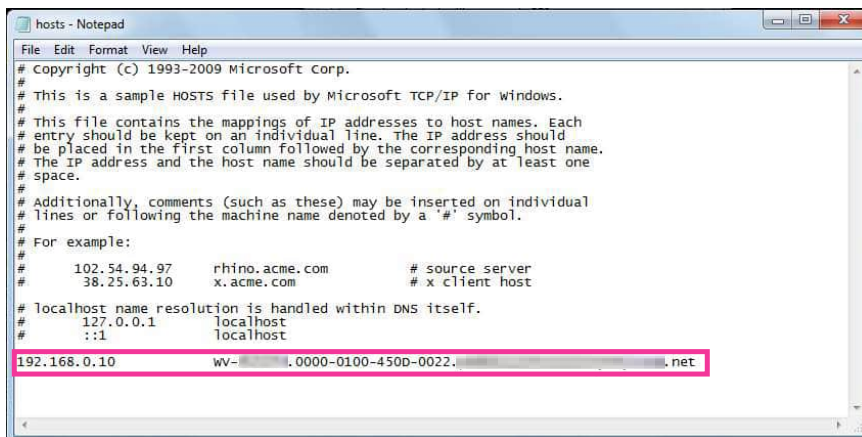 hosts - Notepad
File Edit Format View Help
# Copyright (c) 1993-2009 Microsoft Corp.
#
# This is a sample HOSTS file used by Microsoft TCP/IP for Windows.
#
# This file contains the mappings of IP addresses to host names. Each
# entry should be kept on an individual line. The IP address should
# be placed in the first column followed by the corresponding host name.
# The IP address and the host name should be separated by at least one
# space.
#
# Additionally, comments (such as these) may be inserted on individual
# lines or following the machine name denoted by a '#' symbol.
#
# For example:
#
#      102.54.94.97     rhino.acme.com          # source server
#       38.25.63.10     x.acme.com              # x client host
# localhost name resolution is handled within DNS itself.
#       127.0.0.1       localhost
#       ::1             localhost
192.168.0.10            WV- .0000-0100-450D-0022. .net